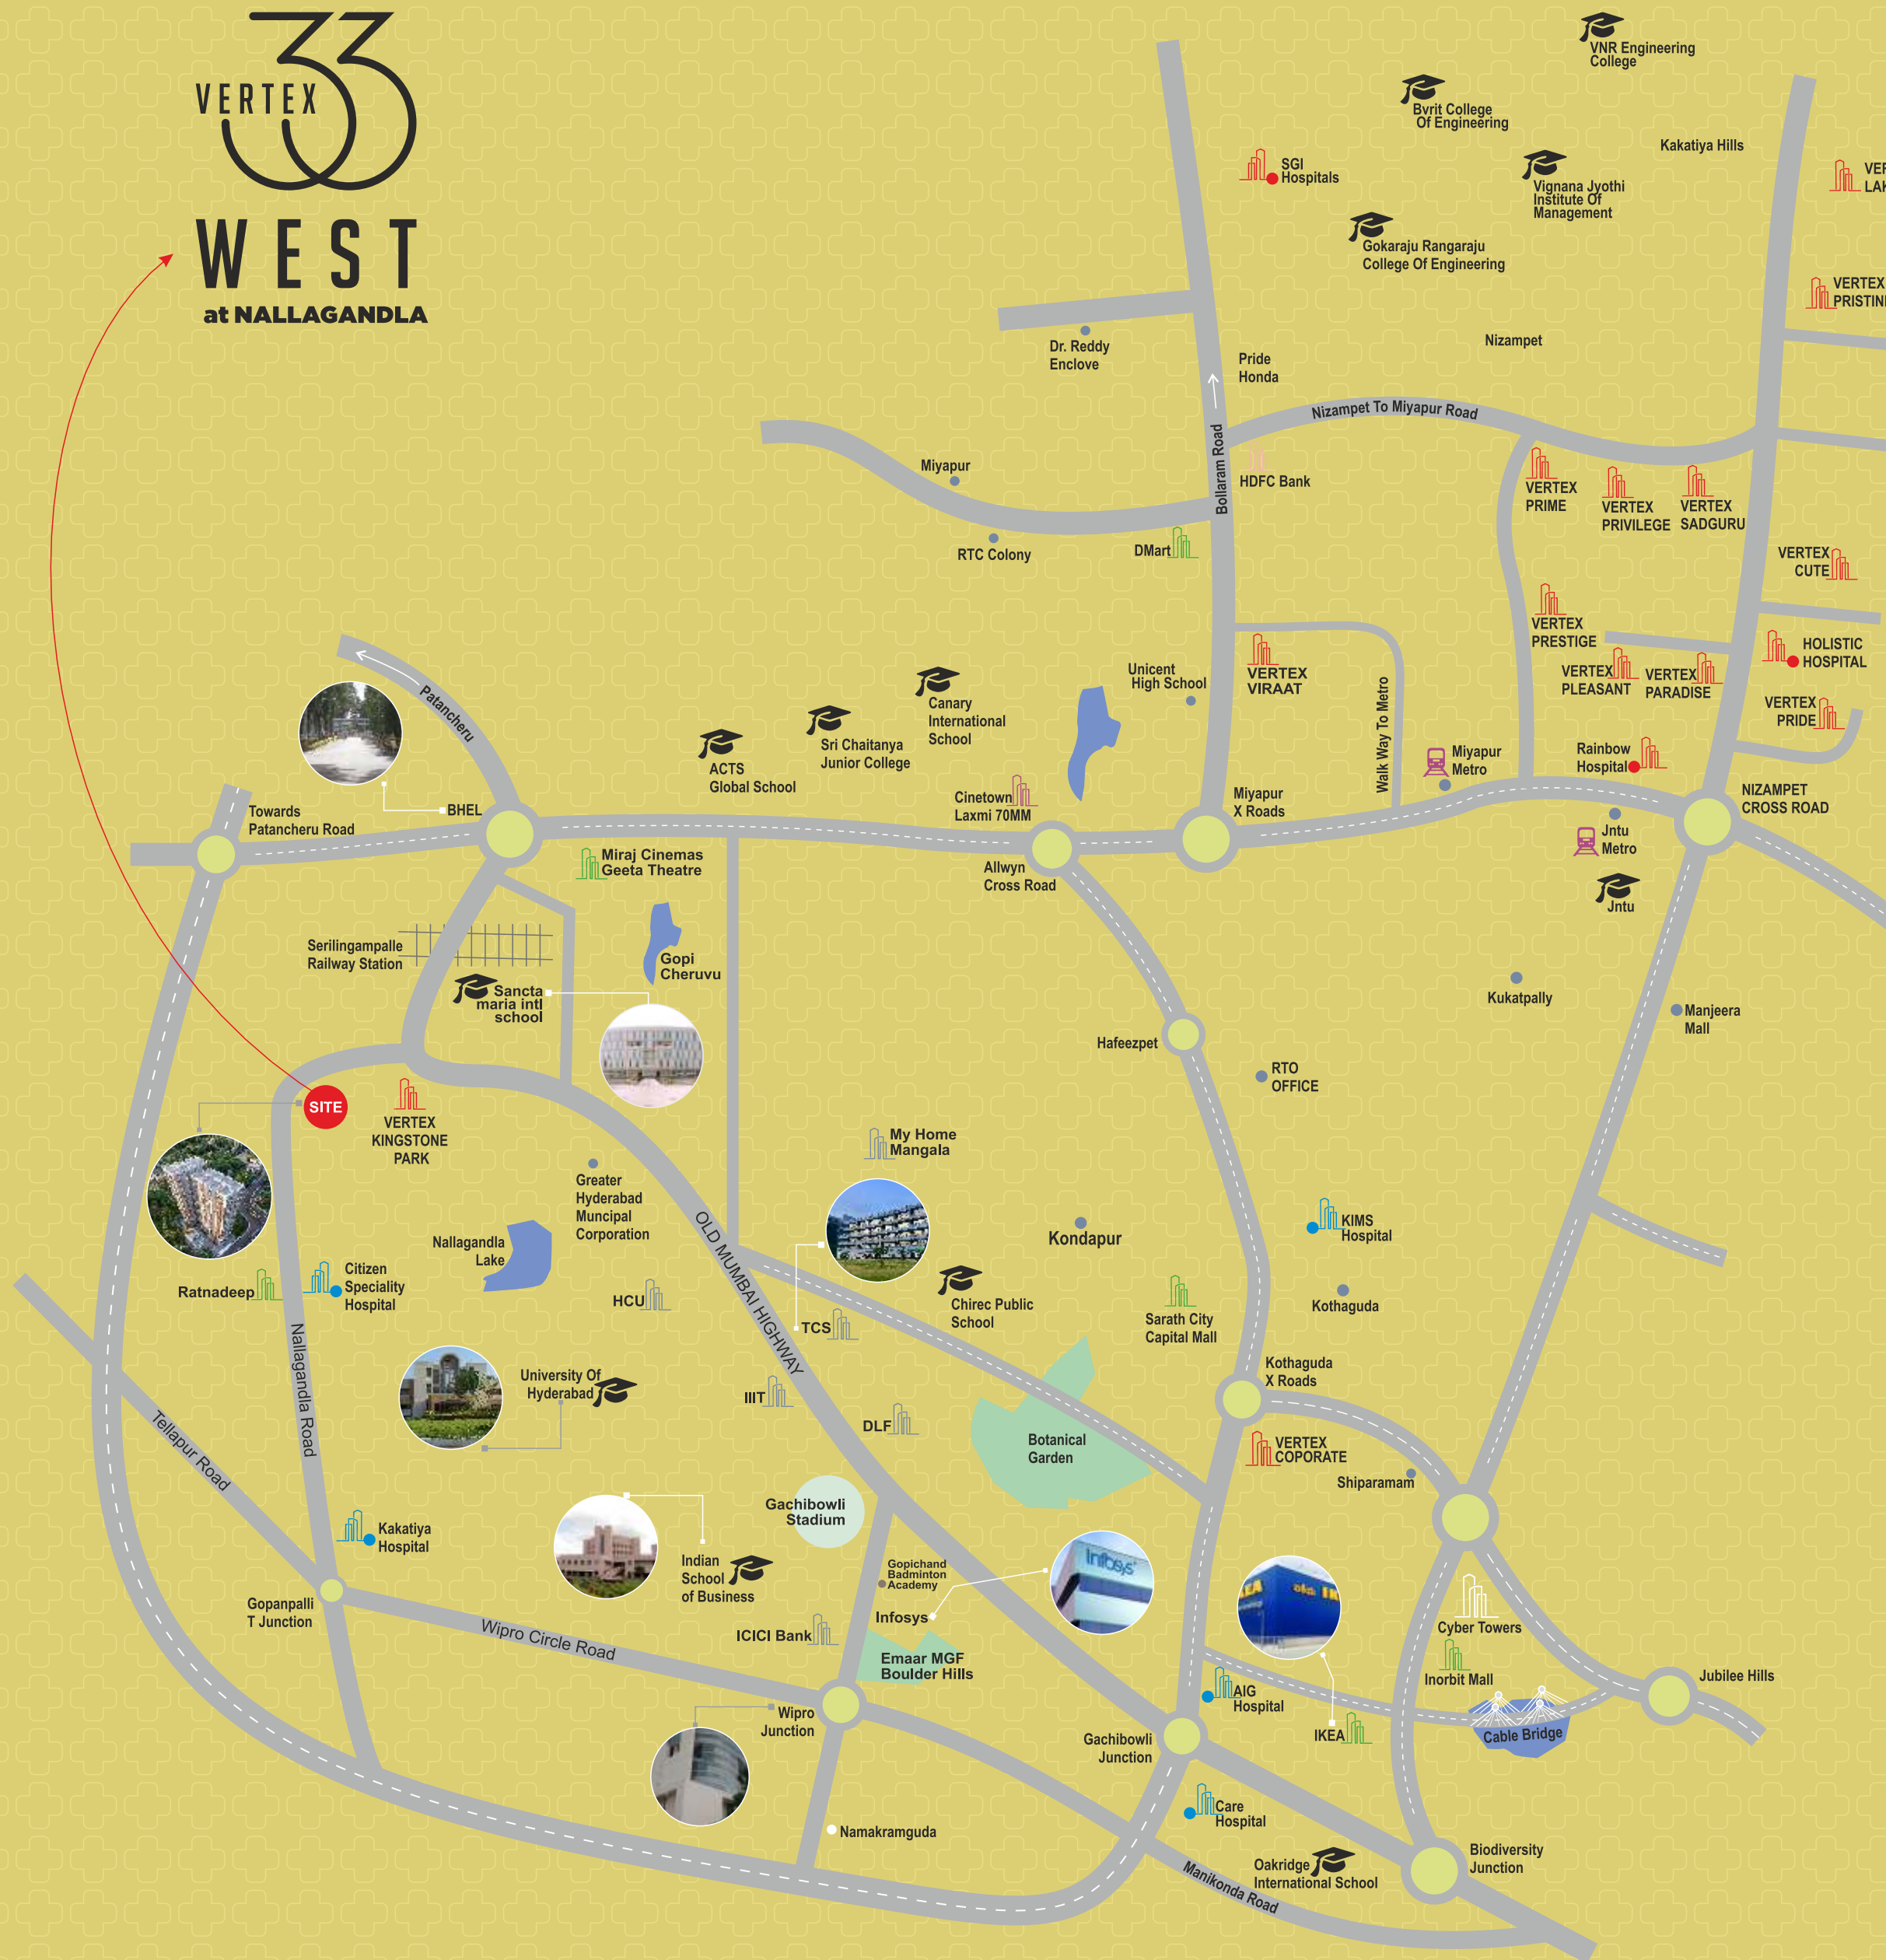 33
VERTEX
WEST
at NALLAGANDLA
VNR Engineering
College
Bvrit College
Of Engineering
Kakatiya Hills
SGI
Hospitals
Vignana Jyothi
Institute Of
Management
Gokaraju Rangaraju
College Of Engineering
VERTEX
Dr. Reddy
Enclove
Pride
Honda
Nizampet
Nizampet To Miyapur Road
Bollaram Road
Miyapur
HDFC Bank
RTC Colony
DMart
VERTEX
PRIME
VERTEX
PRIVILEGE
VERTEX
SADGURU
VERTEX
CUTE
VERTEX
PRESTIGE
HOLISTIC
HOSPITAL
VERTEX
PLEASANT
VERTEX
PARADISE
VERTEX
PRIDE
Unicent
High School
VERTEX
VIRAAT
Walk Way To Metro
Miyapur
Metro
Rainbow
Hospital
NIZAMPET
CROSS ROAD
Jntu
Metro
Jntu
Patancheru
Canary
International
School
Sri Chaitanya
Junior College
ACTS
Global School
Cinetown
Laxmi 70MM
Miyapur
X Roads
Towards
Patancheru Road
BHEL
Miraj Cinemas
Geeta Theatre
Allwyn
Cross Road
Serilingampalle
Railway Station
Gopi
Cheruvu
Sancta
maria intl
school
Kukatpally
Manjeera
Mall
Hafeezpet
RTO
OFFICE
SITE
VERTEX
KINGSTONE
PARK
My Home
Mangala
Greater
Hyderabad
Muncipal
Corporation
OLD MUMBAI HIGHWAY
Kondapur
KIMS
Hospital
Nallagandla
Lake
Ratnadeep
Citizen
Speciality
Hospital
HCU
TCS
Chirec Public
School
Sarath City
Capital Mall
Kothaguda
Nallagandla Road
University Of
Hyderabad
IIIT
DLF
Kothaguda
X Roads
Tellapur Road
Botanical
Garden
VERTEX
COPORATE
Shiparamam
Gachibowli
Stadium
Kakatiya
Hospital
Indian
School
of Business
Gopichand
Badminton
Academy
Infosys
Infosys
IKEA
Gopanpalli
T Junction
Wipro Circle Road
ICICI Bank
Emaar MGF
Boulder Hills
Cyber Towers
Inorbit Mall
Jubilee Hills
AIG
Hospital
Wipro
Junction
Gachibowli
Junction
IKEA
Cable Bridge
Care
Hospital
Namakramguda
Oakridge
International School
Biodiversity
Junction
Manikonda Road